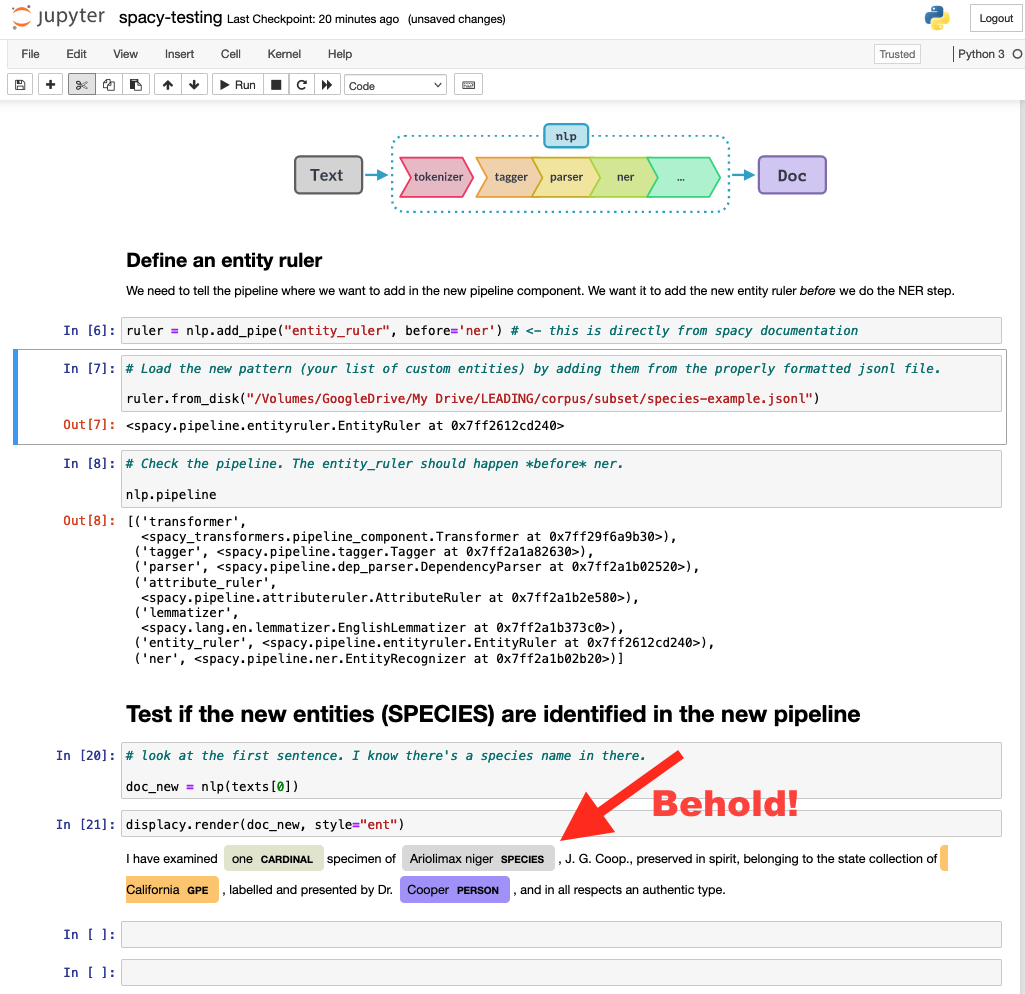 jupyter spacy-testing Last Checkpoint: 20 minutes ago (unsaved changes) Logout
File Edit View Insert Cell Kernel Help Trusted Python 3
Run Code
nlp
Text tokenizer tagger parser ner ... Doc
Define an entity ruler
We need to tell the pipeline where we want to add in the new pipeline component. We want it to add the new entity ruler before we do the NER step.
In [6]: ruler = nlp.add_pipe("entity_ruler", before='ner') # <- this is directly from spacy documentation
In [7]: # Load the new pattern (your list of custom entities) by adding them from the properly formatted jsonl file.
ruler.from_disk("/Volumes/GoogleDrive/My Drive/LEADING/corpus/subset/species-example.jsonl")
Out[7]: <spacy.pipeline.entityruler.EntityRuler at 0x7ff2612cd240>
In [8]: # Check the pipeline. The entity_ruler should happen *before* ner.
nlp.pipeline
Out[8]: [('transformer',
<spacy_transformers.pipeline_component.Transformer at 0x7ff29f6a9b30>),
('tagger', <spacy.pipeline.tagger.Tagger at 0x7ff2a1a82630>),
('parser', <spacy.pipeline.dep_parser.DependencyParser at 0x7ff2a1b02520>),
('attribute_ruler',
<spacy.pipeline.attributeruler.AttributeRuler at 0x7ff2a1b2e580>),
('lemmatizer',
<spacy.lang.en.lemmatizer.EnglishLemmatizer at 0x7ff2a1b373c0>),
('entity_ruler', <spacy.pipeline.entityruler.EntityRuler at 0x7ff2612cd240>),
('ner', <spacy.pipeline.ner.EntityRecognizer at 0x7ff2a1b02b20>)]
Test if the new entities (SPECIES) are identified in the new pipeline
In [20]: # look at the first sentence. I know there's a species name in there.
doc_new = nlp(texts[0])
Behold!
In [21]: displacy.render(doc_new, style="ent")
I have examined one CARDINAL specimen of Ariolimax niger SPECIES , J. G. Coop., preserved in spirit, belonging to the state collection of
California GPE , labelled and presented by Dr. Cooper PERSON , and in all respects an authentic type.
In [ ]:
In [ ]: